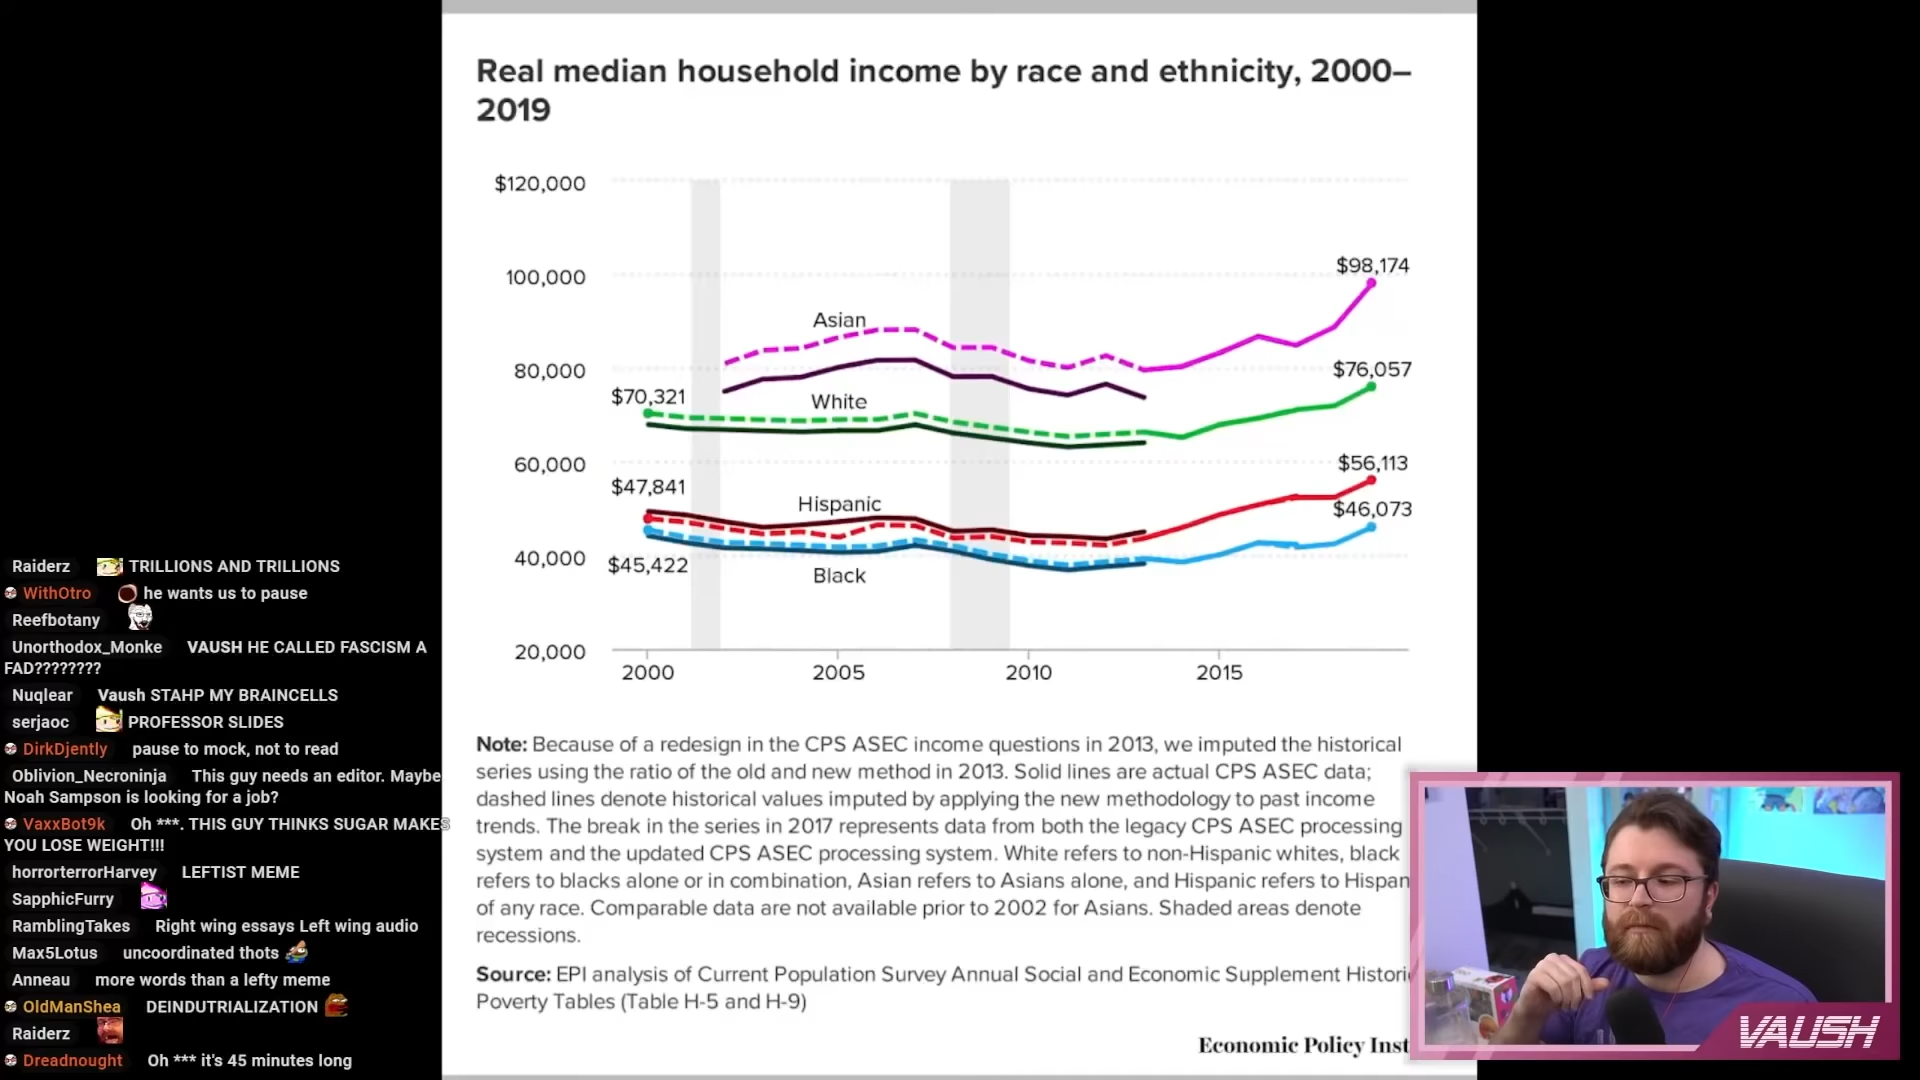 Real median household income by race and ethnicity, 2000–
2019
$120,000
100,000
80,000
60,000
40,000
20,000
2000
2005
2010
2015
Asian
White
Hispanic
Black
$98,174
$76,057
$56,113
$46,073
$70,321
$47,841
$45,422
Note: Because of a redesign in the CPS ASEC income questions in 2013, we imputed the historical
series using the ratio of the old and new method in 2013. Solid lines are actual CPS ASEC data;
dashed lines denote historical values imputed by applying the new methodology to past income
trends. The break in the series in 2017 represents data from both the legacy CPS ASEC processing
system and the updated CPS ASEC processing system. White refers to non-Hispanic whites, black
refers to blacks alone or in combination, Asian refers to Asians alone, and Hispanic refers to Hispan
of any race. Comparable data are not available prior to 2002 for Asians. Shaded areas denote
recessions.
Source: EPI analysis of Current Population Survey Annual Social and Economic Supplement Histori
Poverty Tables (Table H-5 and H-9)
Economic Policy Inst
Raiderz TRILLIONS AND TRILLIONS
WithOtro he wants us to pause
Reefbotany
Unorthodox_Monke VAUSH HE CALLED FASCISM A
FAD????????
Nuqlear Vaush STAHP MY BRAINCELLS
serjaoc PROFESSOR SLIDES
DirkDjently pause to mock, not to read
Oblivion_Necroninja This guy needs an editor. Maybe
Noah Sampson is looking for a job?
VaxxBot9k Oh ***. THIS GUY THINKS SUGAR MAKES
YOU LOSE WEIGHT!!!
horrorterrorHarvey LEFTIST MEME
SapphicFurry
RamblingTakes Right wing essays Left wing audio
Max5Lotus uncoordinated thots
Anneau more words than a lefty meme
OldManShea DEINDUTRIALIZATION
Raiderz
Dreadnought Oh *** it's 45 minutes long
VAUSH